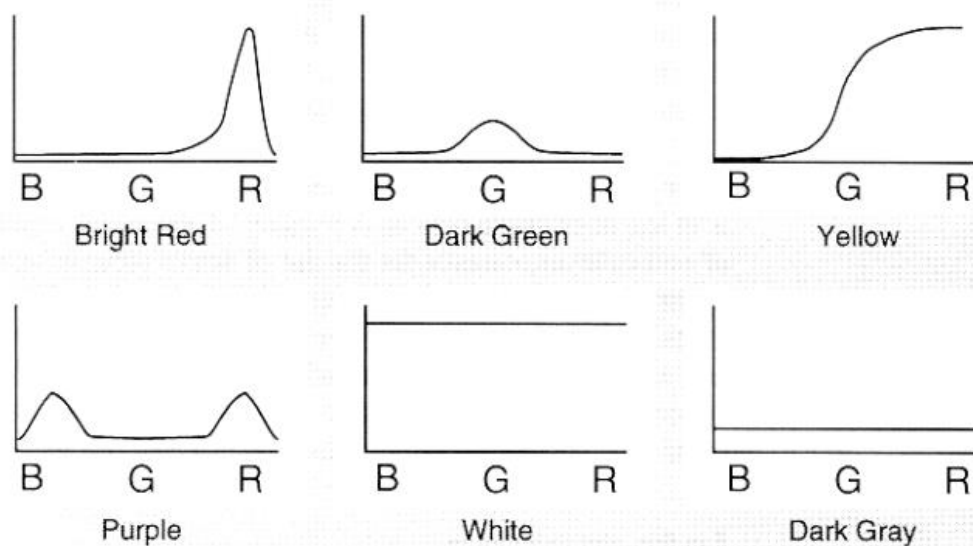 B G R B G R B G R
Bright Red Dark Green Yellow
B G R B G R B G R
Purple White Dark Gray